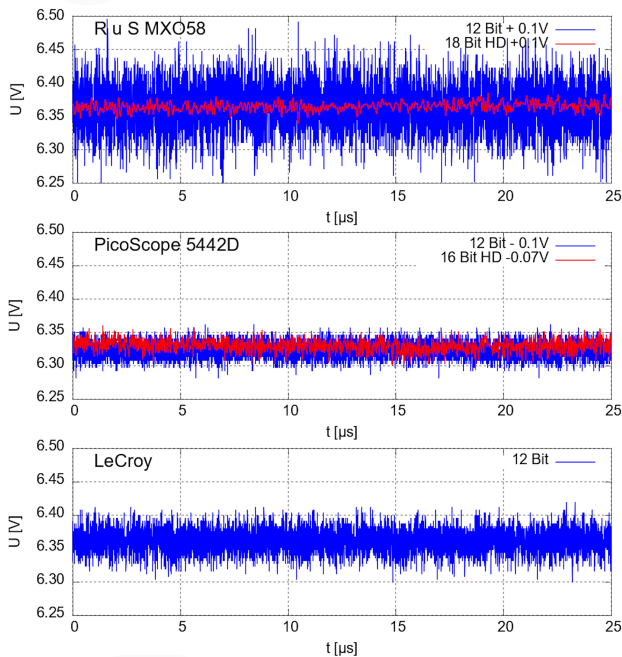 6.50
R u S MXO58
12 Bit + 0.1V
18 Bit HD +0.1V
6.45
6.40
U [V]
6.35
6.30
6.25
0 5 10 15 20 25
t [µs]
6.50
PicoScope 5442D
12 Bit - 0.1V
16 Bit HD -0.07V
6.45
6.40
U [V]
6.35
6.30
6.25
0 5 10 15 20 25
t [µs]
6.50
LeCroy
12 Bit
6.45
6.40
U [V]
6.35
6.30
6.25
0 5 10 15 20 25
t [µs]